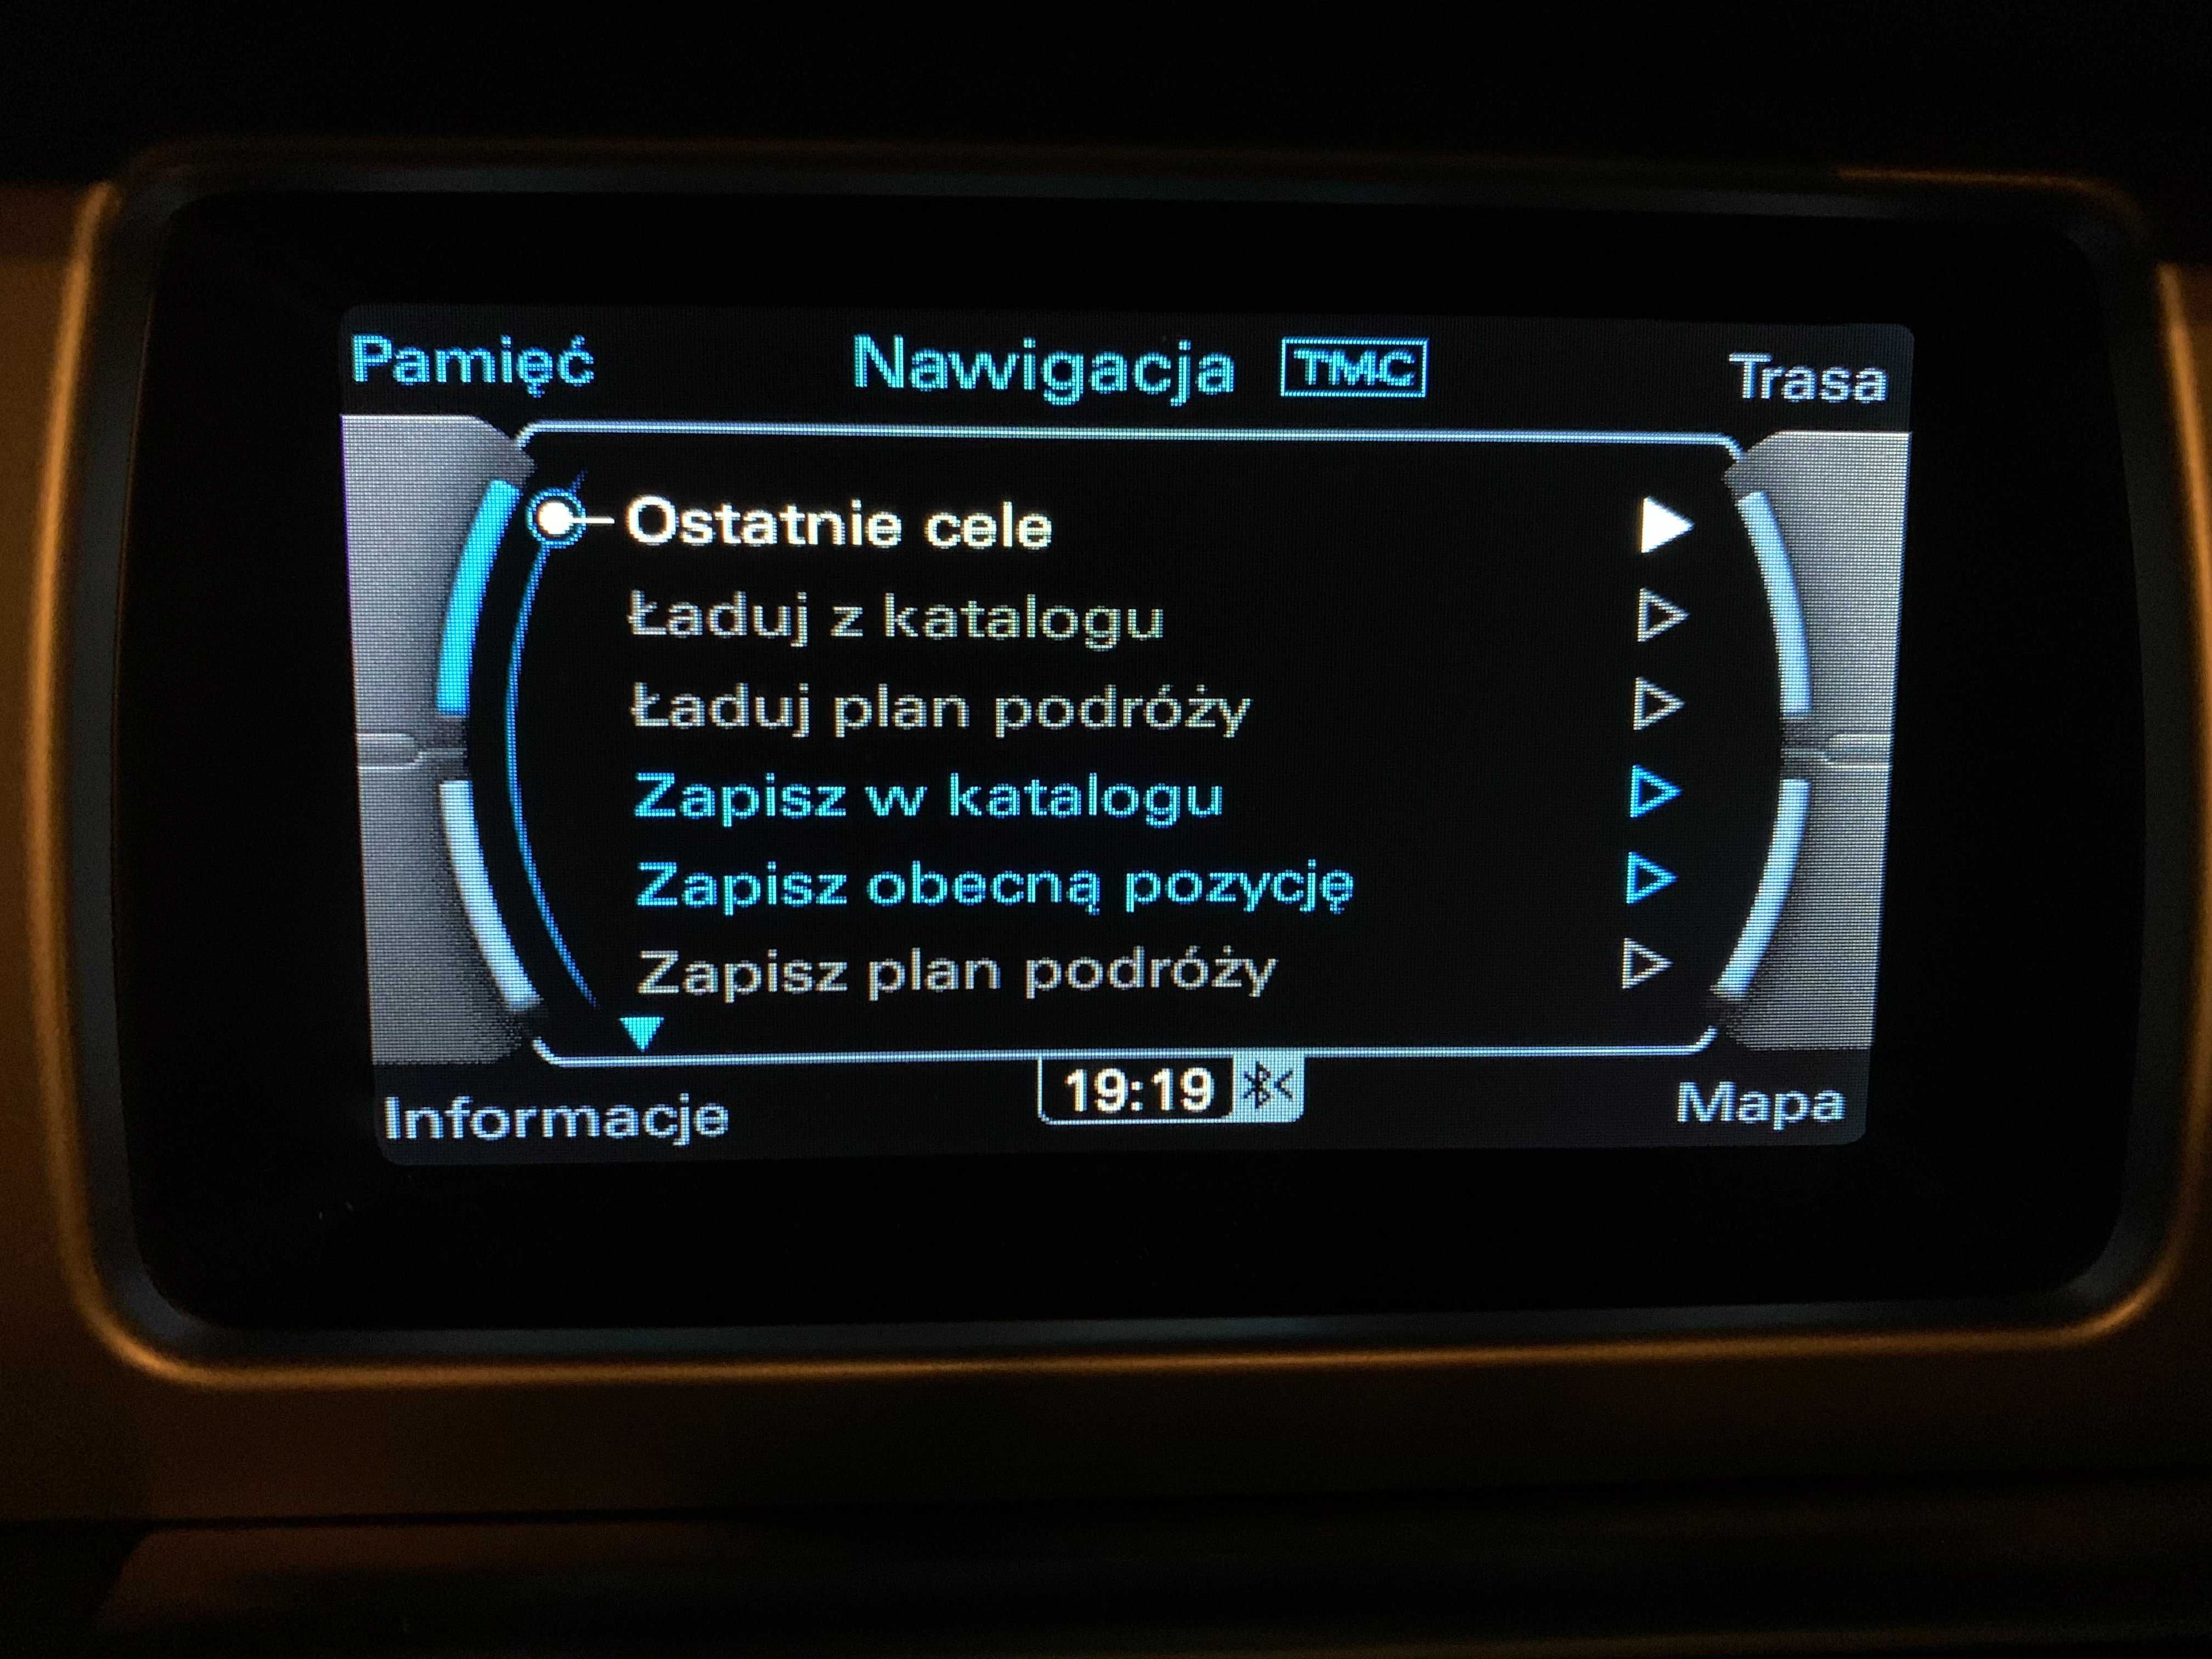 Pamięć Nawigacja TMC Trasa
Ostatnie cele
Ładuj z katalogu
Ładuj plan podróży
Zapisz w katalogu
Zapisz obecną pozycję
Zapisz plan podróży
Informacje 19:19 Mapa